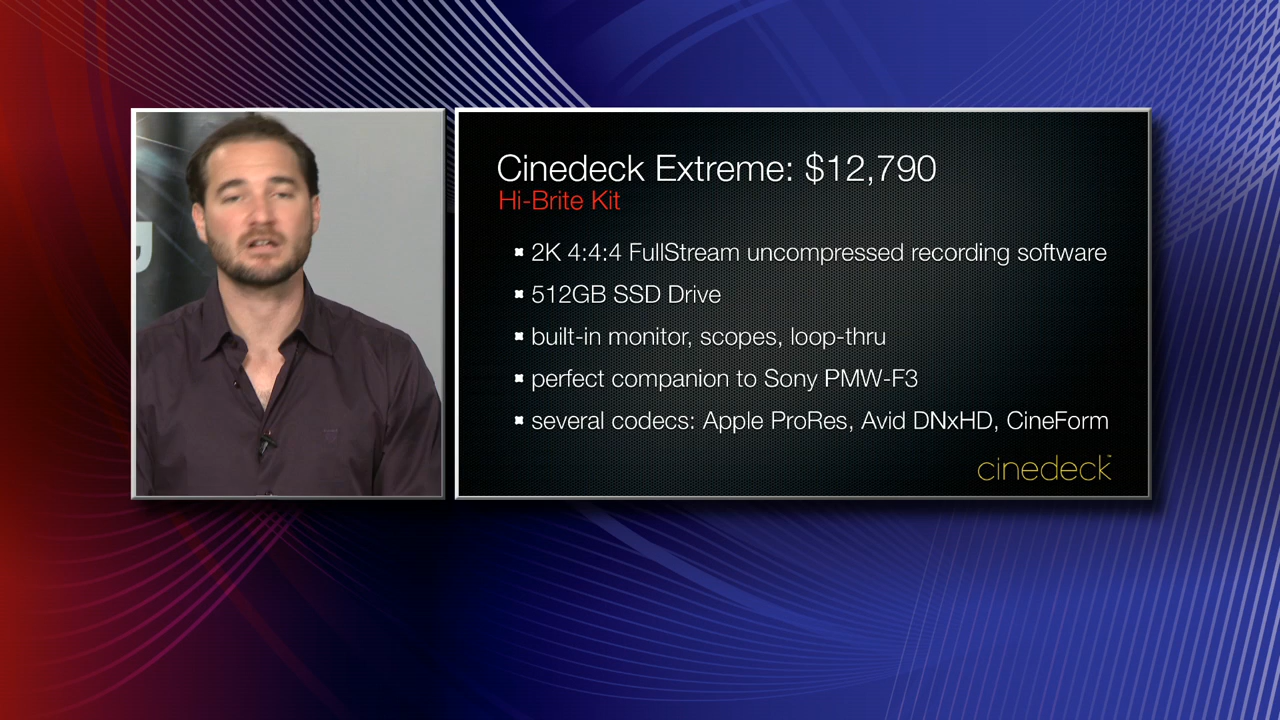 Cinedeck Extreme: $12,790
Hi-Brite Kit
2K 4:4:4 FullStream uncompressed recording software
512GB SSD Drive
built-in monitor, scopes, loop-thru
perfect companion to Sony PMW-F3
several codecs: Apple ProRes, Avid DNxHD, CineForm
cinedeck™